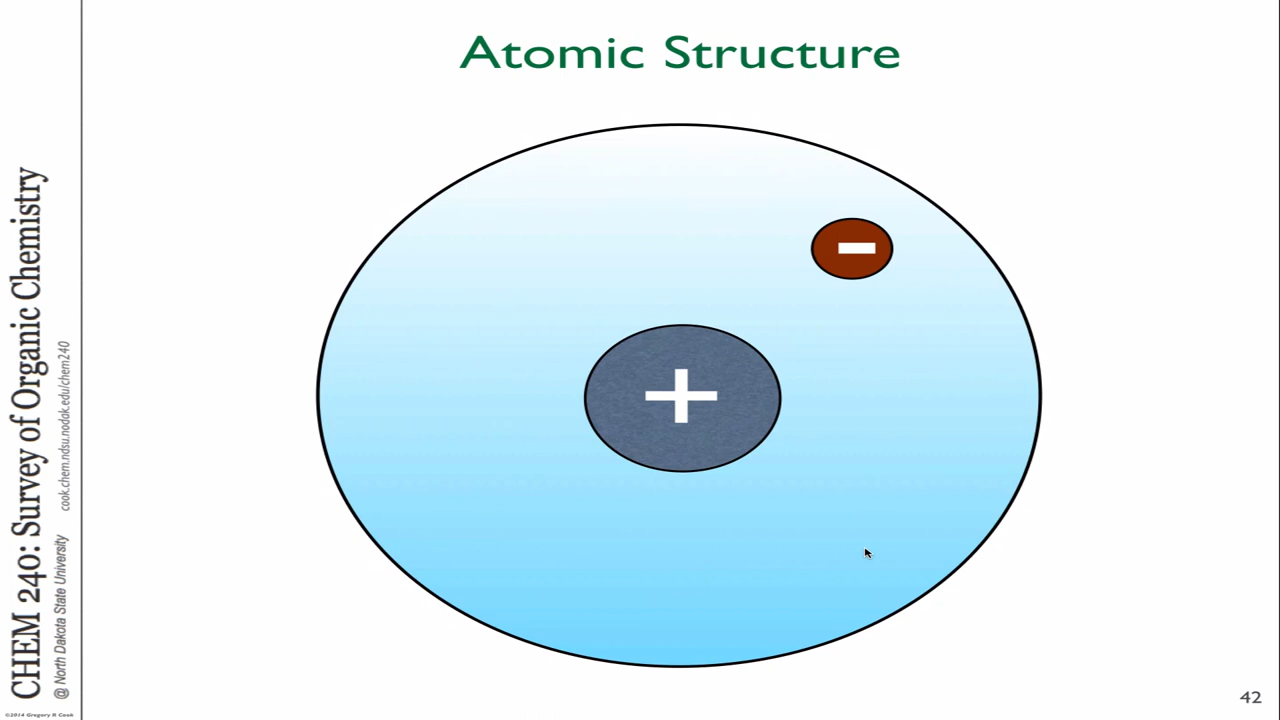 Atomic Structure
CHEM 240: Survey of Organic Chemistry
@ North Dakota State University cook.chem.ndsu.nodak.edu/chem240
−
+
©2014 Gregory R Cook
42